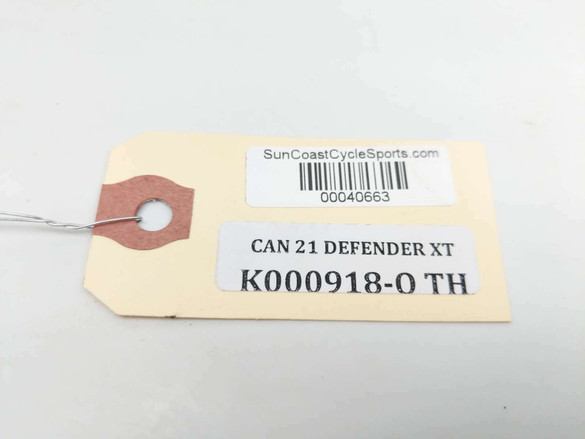 SunCoastCycleSports.com
00040663
CAN 21 DEFENDER XT
K000918-O TH